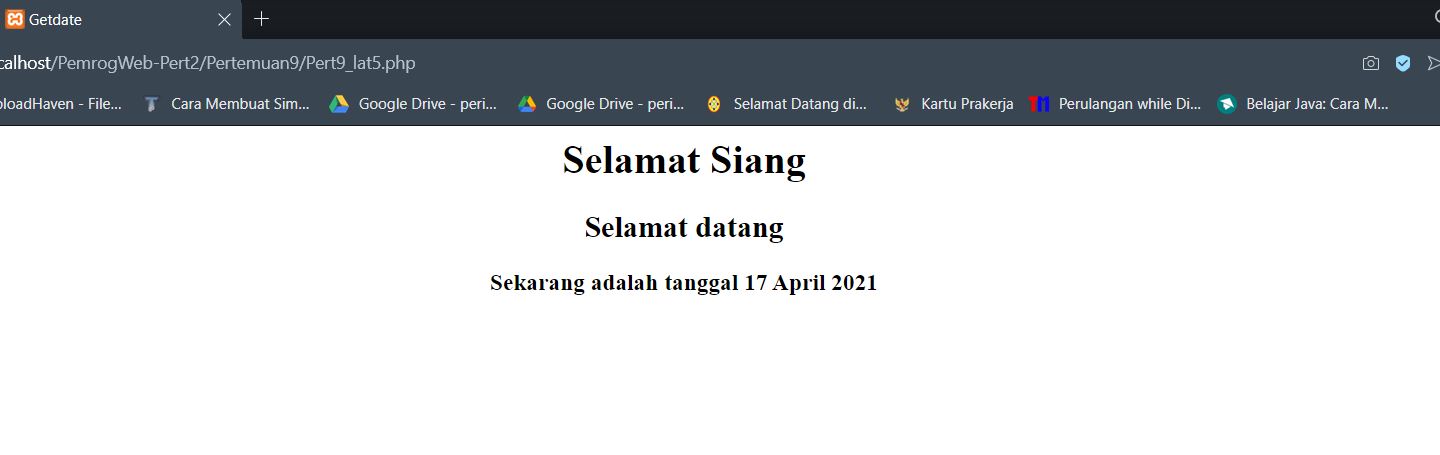 Getdate
calhost/PemrogWeb-Pert2/Pertemuan9/Pert9_lat5.php
oloadHaven - File... Cara Membuat Sim... Google Drive - peri... Google Drive - peri... Selamat Datang di... Kartu Prakerja TM Perulangan while Di... Belajar Java: Cara M...
Selamat Siang
Selamat datang
Sekarang adalah tanggal 17 April 2021